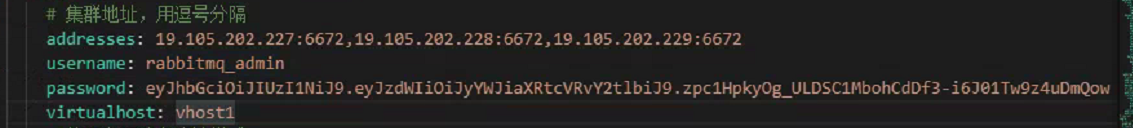 # 集群地址，用逗号分隔
addresses: 19.105.202.227:6672,19.105.202.228:6672,19.105.202.229:6672
username: rabbitmq_admin
password: eyJhbGciOiJIUzI1NiJ9.eyJzdWIiOiJyYWJiaXRtcVRvY2tlbiJ9.zpc1HpkyOg_ULDSC1MbohCdDf3-i6J01Tw9z4uDmQow
virtualhost: vhost1